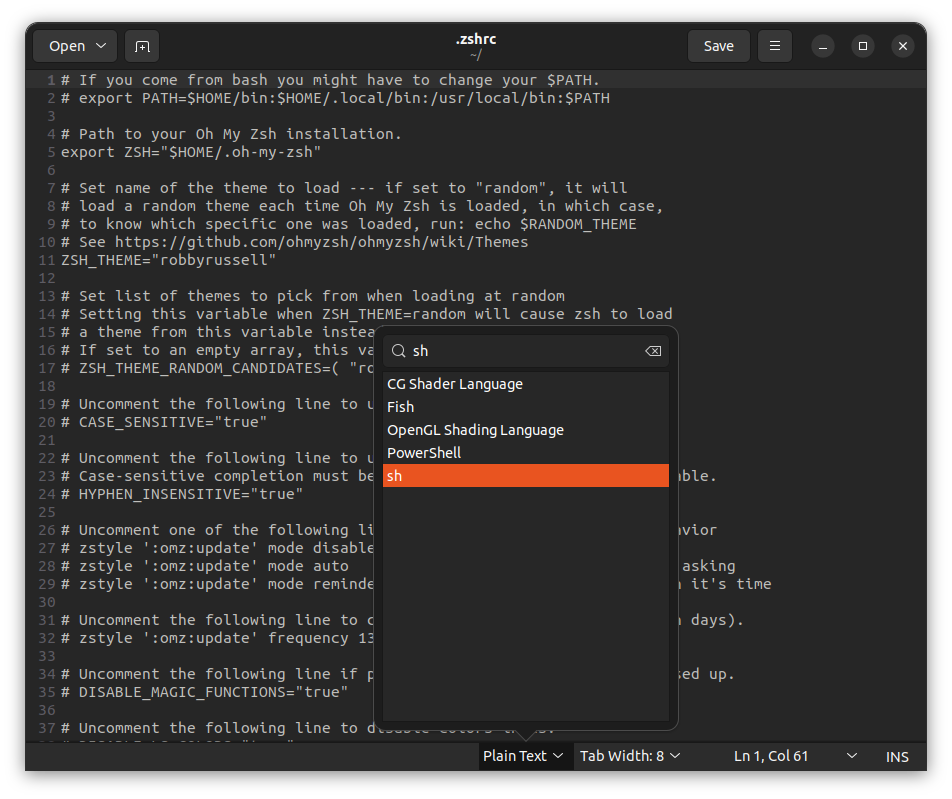 Open
.zshrc
~/
Save
1 # If you come from bash you might have to change your $PATH.
2 # export PATH=$HOME/bin:$HOME/.local/bin:/usr/local/bin:$PATH
3
4 # Path to your Oh My Zsh installation.
5 export ZSH="$HOME/.oh-my-zsh"
6
7 # Set name of the theme to load --- if set to "random", it will
8 # load a random theme each time Oh My Zsh is loaded, in which case,
9 # to know which specific one was loaded, run: echo $RANDOM_THEME
10 # See https://github.com/ohmyzsh/ohmyzsh/wiki/Themes
11 ZSH_THEME="robbyrussell"
12
13 # Set list of themes to pick from when loading at random
14 # Setting this variable when ZSH_THEME=random will cause zsh to load
15 # a theme from this variable instea
16 # If set to an empty array, this va
17 # ZSH_THEME_RANDOM_CANDIDATES=( "ro
18
19 # Uncomment the following line to u
20 # CASE_SENSITIVE="true"
21
22 # Uncomment the following line to u
23 # Case-sensitive completion must be able.
24 # HYPHEN_INSENSITIVE="true"
25
26 # Uncomment one of the following li avior
27 # zstyle ':omz:update' mode disable
28 # zstyle ':omz:update' mode auto asking
29 # zstyle ':omz:update' mode reminde it's time
30
31 # Uncomment the following line to c days).
32 # zstyle ':omz:update' frequency 13
33
34 # Uncomment the following line if p sed up.
35 # DISABLE_MAGIC_FUNCTIONS="true"
36
37 # Uncomment the following line to disable colors in ls.
sh
CG Shader Language
Fish
OpenGL Shading Language
PowerShell
sh
Plain Text
Tab Width: 8
Ln 1, Col 61
INS